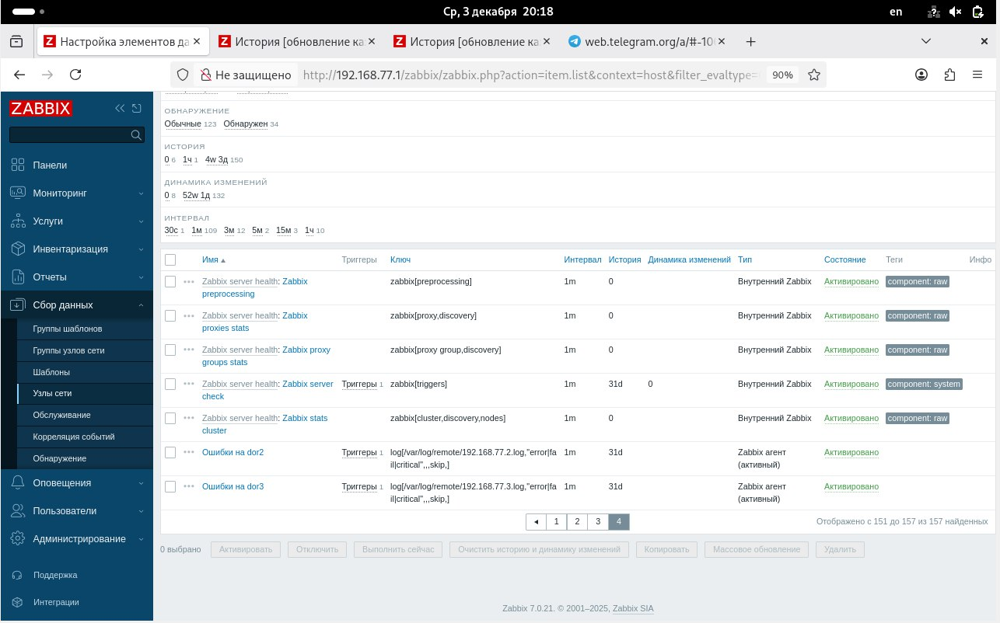 Ср, 3 декабря 20:18
en
Настройка элементов да
История [обновление ка
История [обновление ка
web.telegram.org/a/#-10
Не защищено
http://192.168.77.1/zabbix/zabbix.php?action=item.list&context=host&filter_evaltype=
90%
ZABBIX
Панели
Мониторинг
Услуги
Инвентаризация
Отчеты
Сбор данных
Группы шаблонов
Группы узлов сети
Шаблоны
Узлы сети
Обслуживание
Корреляция событий
Обнаружение
Оповещения
Пользователи
Администрирование
Поддержка
Интеграции
ОБНАРУЖЕНИЕ
Обычные 123 Обнаружен 34
ИСТОРИЯ
0 6 1ч 1 4w 3д 150
ДИНАМИКА ИЗМЕНЕНИЙ
0 8 52w 1д 132
ИНТЕРВАЛ
30с 1 1м 109 3м 12 5м 2 15м 3 1ч 10
Имя Триггеры Ключ Интервал История Динамика изменений Тип Состояние Теги Инфо
Zabbix server health: Zabbix zabbix[preprocessing] 1m 0 Внутренний Zabbix Активировано component: raw
preprocessing
Zabbix server health: Zabbix zabbix[proxy,discovery] 1m 0 Внутренний Zabbix Активировано component: raw
proxies stats
Zabbix server health: Zabbix proxy zabbix[proxy group,discovery] 1m 0 Внутренний Zabbix Активировано component: raw
groups stats
Zabbix server health: Zabbix server Триггеры 1 zabbix[triggers] 1m 31d 0 Внутренний Zabbix Активировано component: system
check
Zabbix server health: Zabbix stats zabbix[cluster,discovery,nodes] 1m 0 Внутренний Zabbix Активировано component: raw
cluster
Ошибки на dor2 Триггеры 1 log[/var/log/remote/192.168.77.2.log,"error|fa 1m 31d Zabbix агент Активировано
il|critical",,,skip,] (активный)
Ошибки на dor3 Триггеры 1 log[/var/log/remote/192.168.77.3.log,"error|fa 1m 31d Zabbix агент Активировано
il|critical",,,skip,] (активный)
1 2 3 4
Отображено с 151 до 157 из 157 найденных
0 выбрано Активировать Отключить Выполнить сейчас Очистить историю и динамику изменений Копировать Массовое обновление Удалить
Zabbix 7.0.21. © 2001–2025, Zabbix SIA